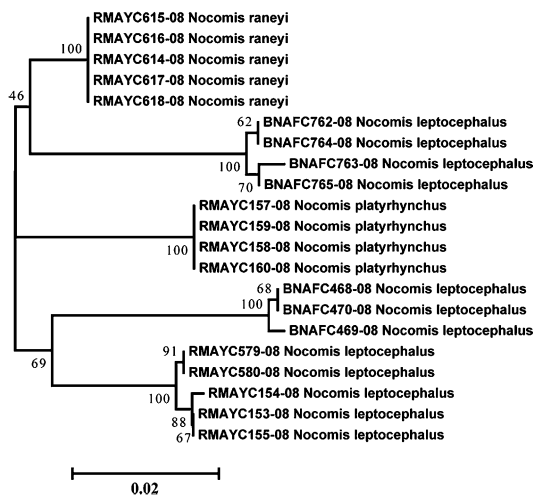 RMAYC615-08 Nocomis raneyi
RMAYC616-08 Nocomis raneyi
100
RMAYC614-08 Nocomis raneyi
RMAYC617-08 Nocomis raneyi
46
RMAYC618-08 Nocomis raneyi
62
BNAFC762-08 Nocomis leptocephalus
BNAFC764-08 Nocomis leptocephalus
100
BNAFC763-08 Nocomis leptocephalus
70
BNAFC765-08 Nocomis leptocephalus
RMAYC157-08 Nocomis platyrhynchus
RMAYC159-08 Nocomis platyrhynchus
100
RMAYC158-08 Nocomis platyrhynchus
RMAYC160-08 Nocomis platyrhynchus
68
BNAFC468-08 Nocomis leptocephalus
100
BNAFC470-08 Nocomis leptocephalus
BNAFC469-08 Nocomis leptocephalus
69
91
RMAYC579-08 Nocomis leptocephalus
RMAYC580-08 Nocomis leptocephalus
100
RMAYC154-08 Nocomis leptocephalus
88
RMAYC153-08 Nocomis leptocephalus
67
RMAYC155-08 Nocomis leptocephalus
0.02